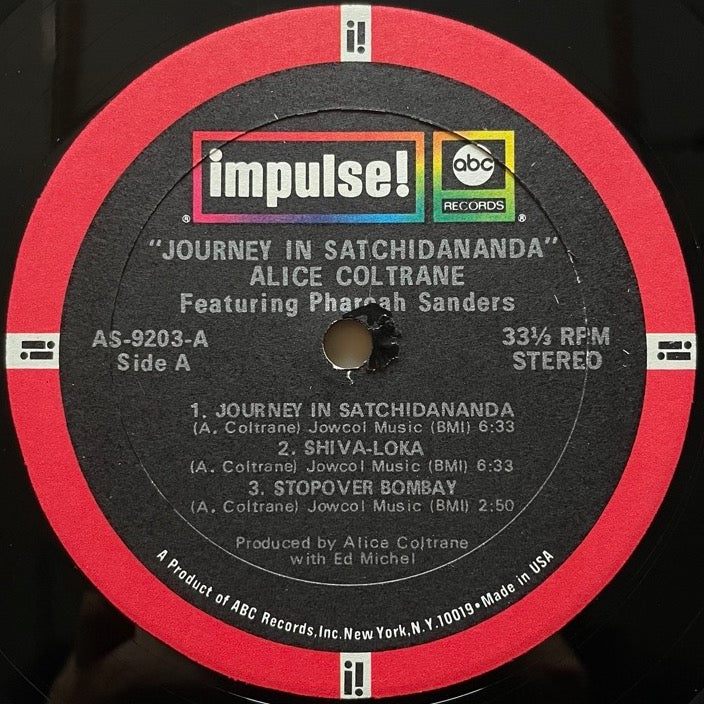 i!
impulse!
abc
RECORDS
®
®
"JOURNEY IN SATCHIDANANDA"
ALICE COLTRANE
Featuring Pharoah Sanders
AS-9203-A
Side A
33⅓ RPM
STEREO
i!
i!
1. JOURNEY IN SATCHIDANANDA
(A. Coltrane) Jowcol Music (BMI) 6:33
2. SHIVA-LOKA
(A. Coltrane) Jowcol Music (BMI) 6:33
3. STOPOVER BOMBAY
(A. Coltrane) Jowcol Music (BMI) 2:50
Produced by Alice Coltrane
with Ed Michel
A Product of ABC Records, Inc. New York, N.Y. 10019 • Made in USA
i!